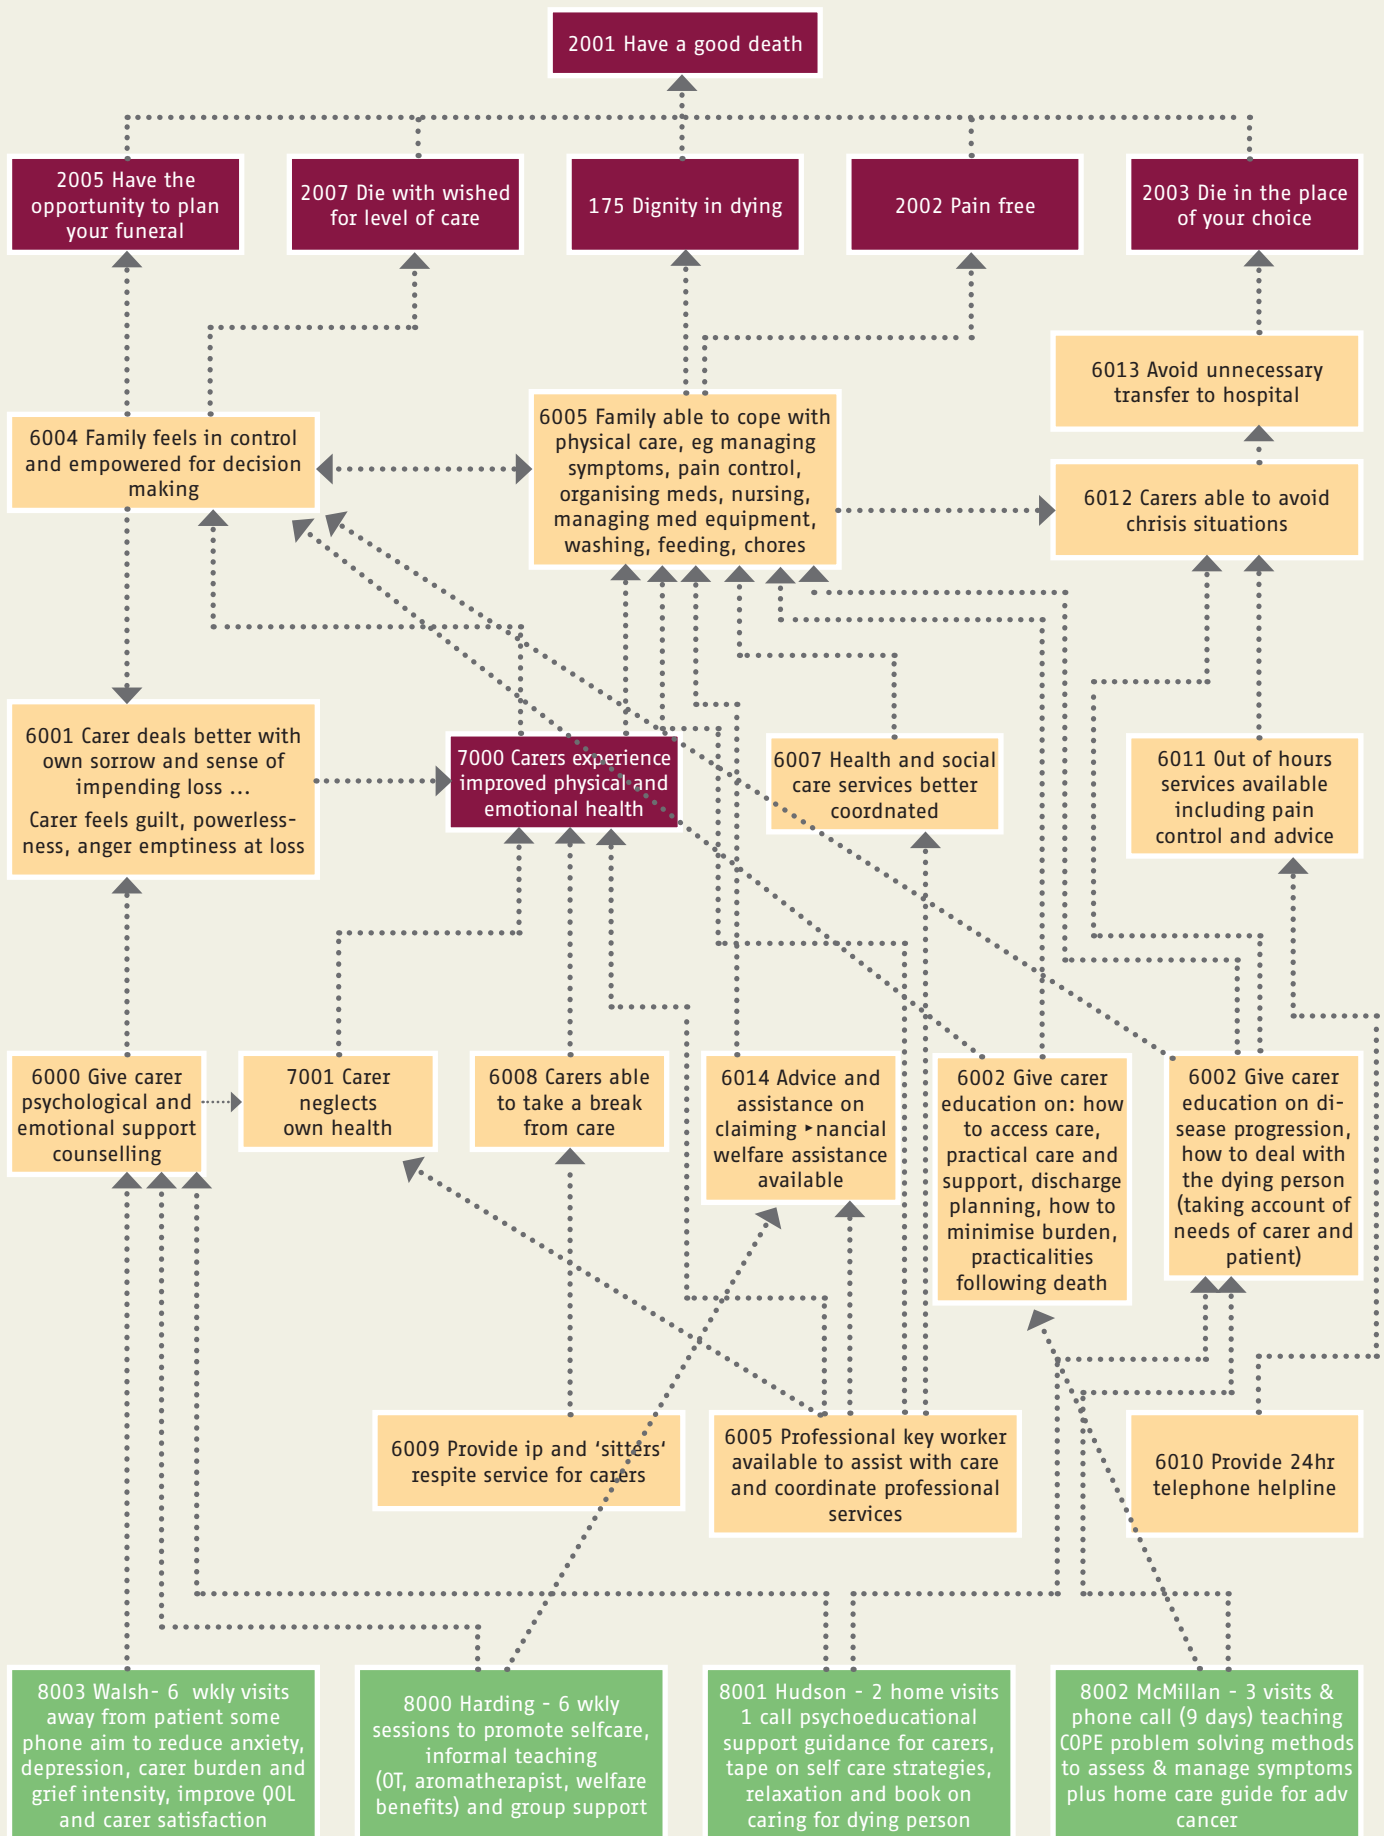 2001 Have a good death
2005 Have the
opportunity to plan
your funeral
2007 Die with wished
for level of care
175 Dignity in dying
2002 Pain free
2003 Die in the place
of your choice
6013 Avoid unnecessary
transfer to hospital
6004 Family feels in control
and empowered for decision
making
6005 Family able to cope with
physical care, eg managing
symptoms, pain control,
organising meds, nursing,
managing med equipment,
washing, feeding, chores
6012 Carers able to avoid
chrisis situations
6001 Carer deals better with
own sorrow and sense of
impending loss ...
Carer feels guilt, powerless-
ness, anger emptiness at loss
7000 Carers experience
improved physical and
emotional health
6007 Health and social
care services better
coordnated
6011 Out of hours
services available
including pain
control and advice
6000 Give carer
psychological and
emotional support
counselling
7001 Carer
neglects
own health
6008 Carers able
to take a break
from care
6014 Advice and
assistance on
claiming ‣nancial
welfare assistance
available
6002 Give carer
education on: how
to access care,
practical care and
support, discharge
planning, how to
minimise burden,
practicalities
following death
6002 Give carer
education on di-
sease progression,
how to deal with
the dying person
(taking account of
needs of carer and
patient)
6009 Provide ip and ‘sitters‘
respite service for carers
6005 Professional key worker
available to assist with care
and coordinate professional
services
6010 Provide 24hr
telephone helpline
8003 Walsh- 6 wkly visits
away from patient some
phone aim to reduce anxiety,
depression, carer burden and
grief intensity, improve QOL
and carer satisfaction
8000 Harding - 6 wkly
sessions to promote selfcare,
informal teaching
(OT, aromatherapist, welfare
benefits) and group support
8001 Hudson - 2 home visits
1 call psychoeducational
support guidance for carers,
tape on self care strategies,
relaxation and book on
caring for dying person
8002 McMillan - 3 visits &
phone call (9 days) teaching
COPE problem solving methods
to assess & manage symptoms
plus home care guide for adv
cancer